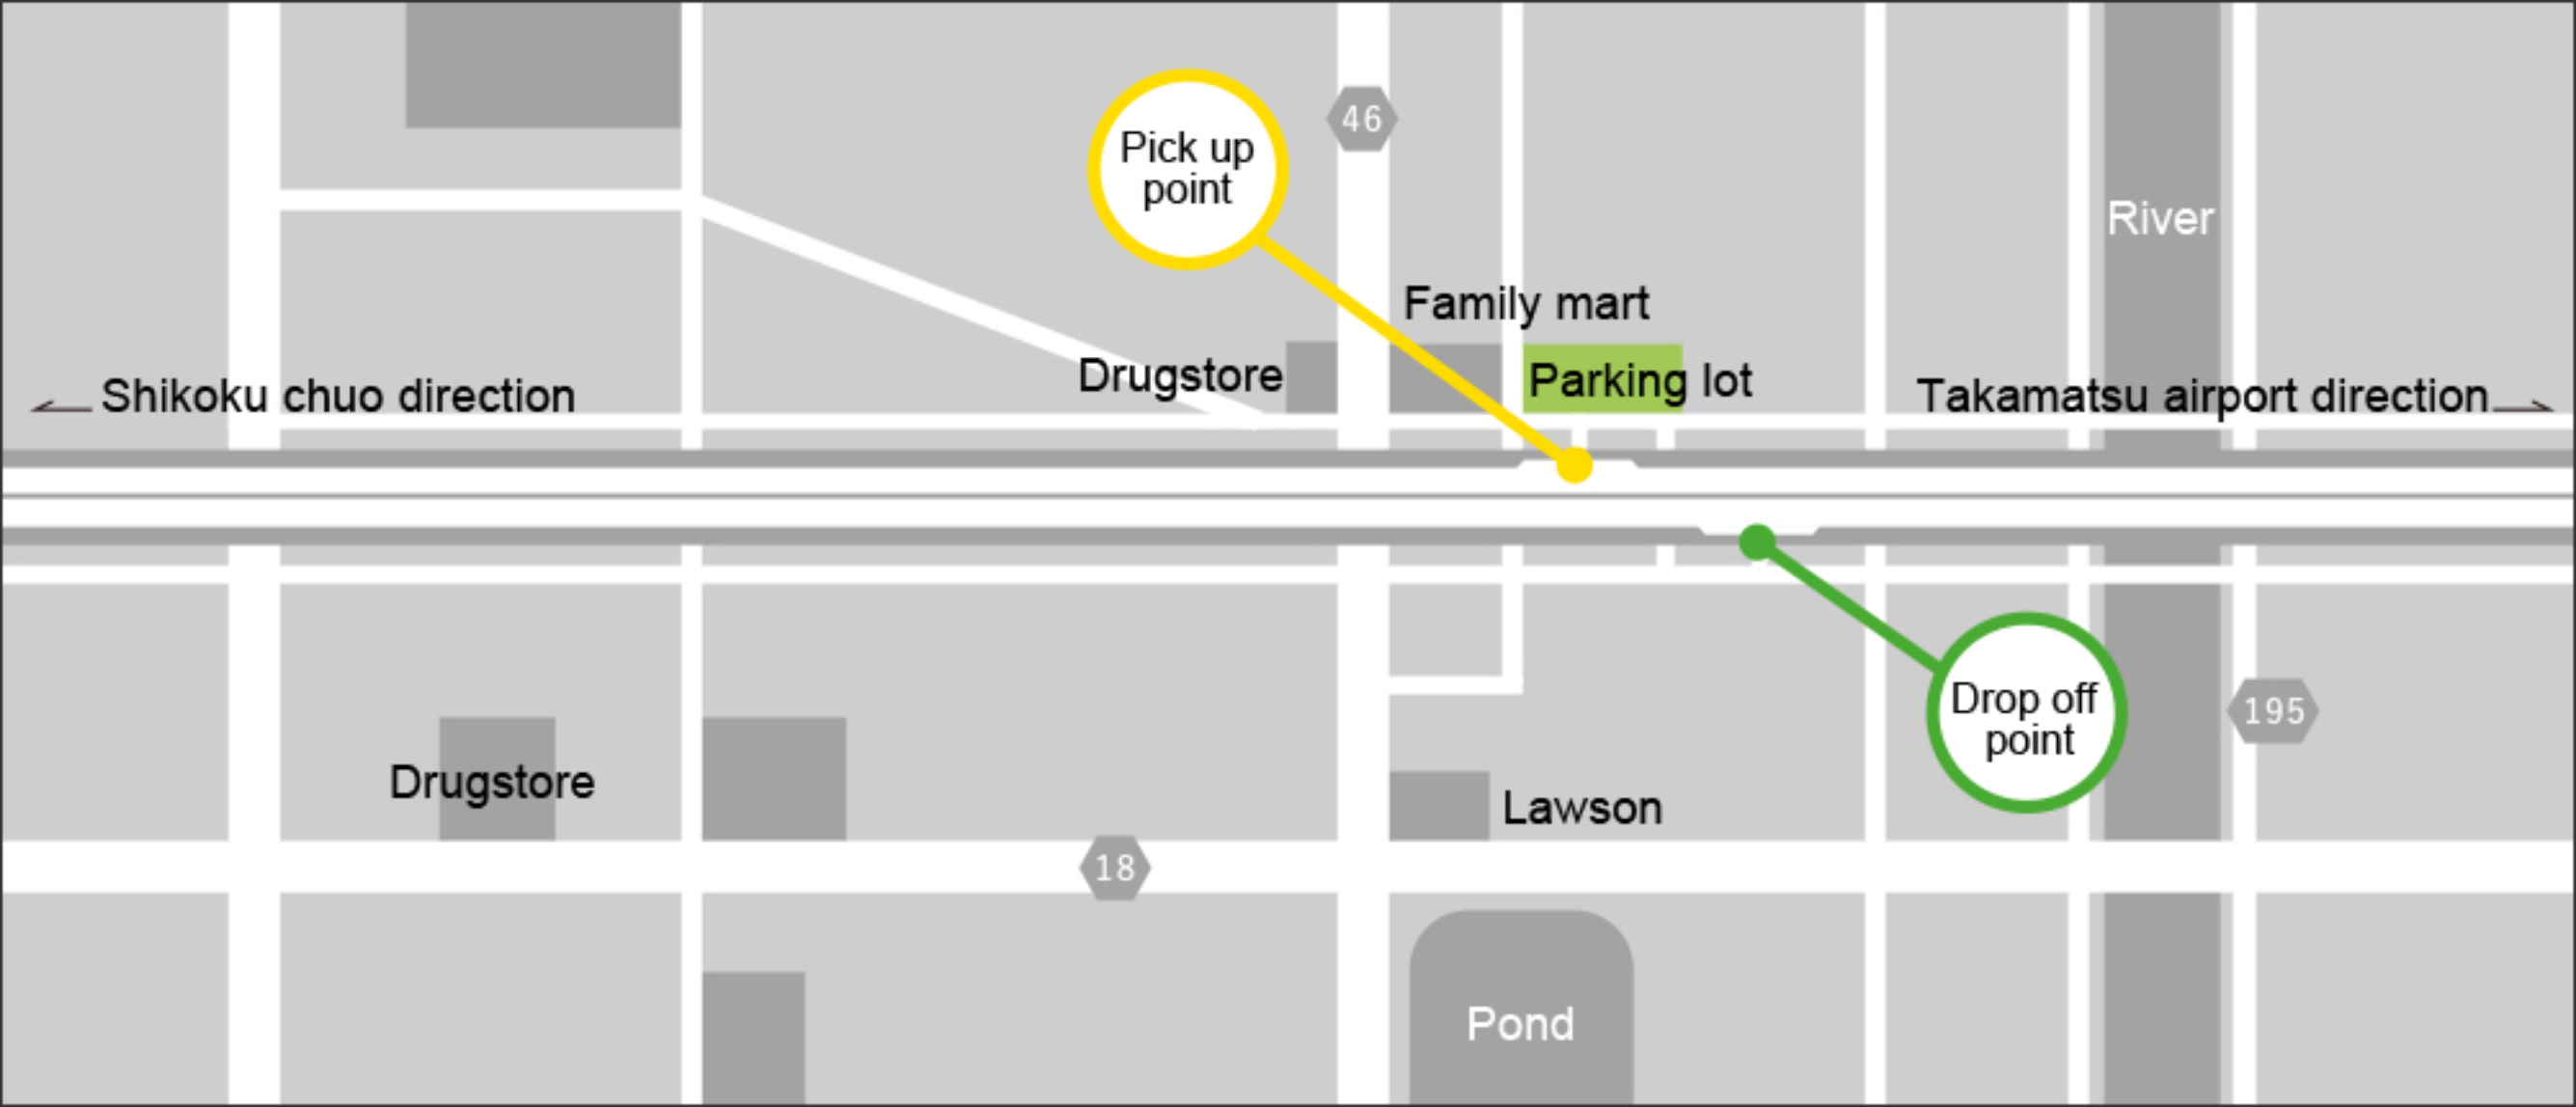 46
Pick up
point
River
Family mart
Drugstore
Parking lot
Shikoku chuo direction
Takamatsu airport direction
Drop off
point
195
Drugstore
Lawson
18
Pond